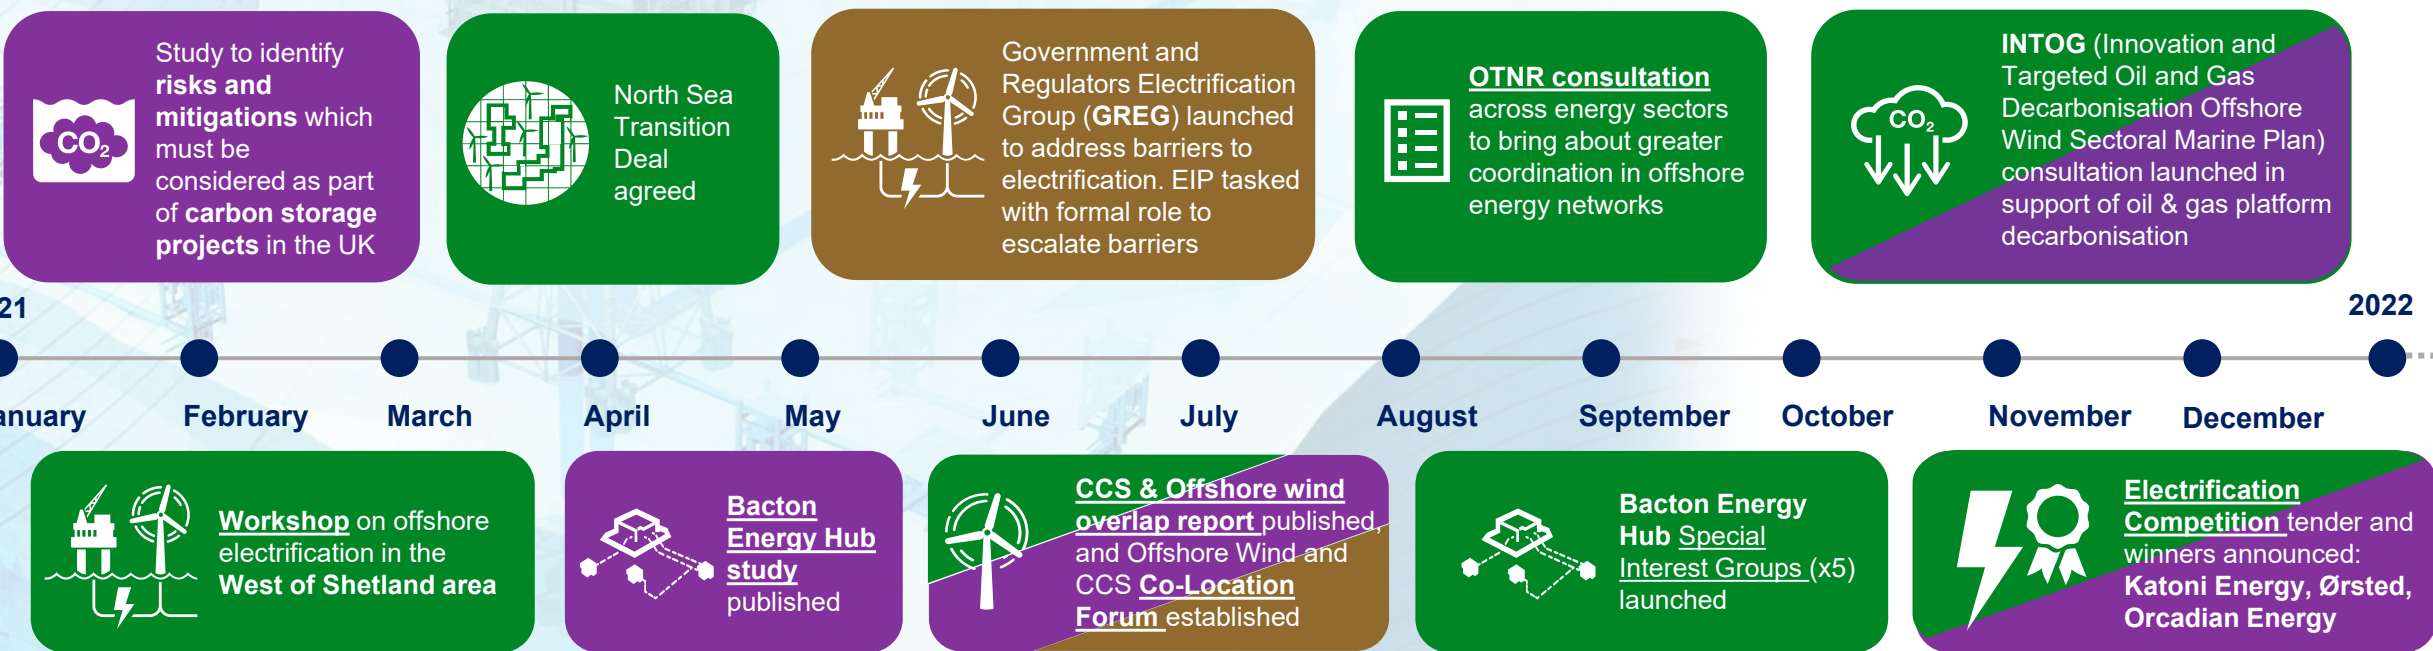 Study to identify
risks and
mitigations which
must be
considered as part
of carbon storage
projects in the UK
CO2
North Sea
Transition
Deal
agreed
Government and
Regulators Electrification
Group (GREG) launched
to address barriers to
electrification. EIP tasked
with formal role to
escalate barriers
OTNR consultation
across energy sectors
to bring about greater
coordination in offshore
energy networks
CO2
INTOG (Innovation and
Targeted Oil and Gas
Decarbonisation Offshore
Wind Sectoral Marine Plan)
consultation launched in
support of oil & gas platform
decarbonisation
21
2022
anuary
February
March
April
May
June
July
August
September
October
November
December
Workshop on offshore
electrification in the
West of Shetland area
Bacton
Energy Hub
study
published
CCS & Offshore wind
overlap report published,
and Offshore Wind and
CCS Co-Location
Forum established
Bacton Energy
Hub Special
Interest Groups (x5)
launched
Electrification
Competition tender and
winners announced:
Katoni Energy, Ørsted,
Orcadian Energy